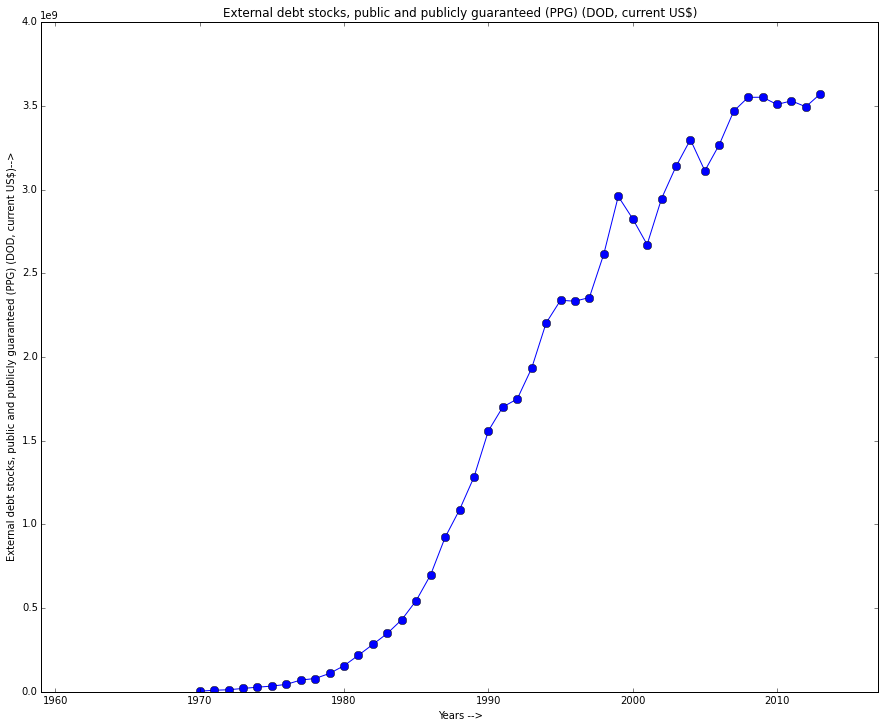 External debt stocks, public and publicly guaranteed (PPG) (DOD, current US$)
1e9
4.0
3.5
3.0
2.5
2.0
1.5
1.0
0.5
0.0
External debt stocks, public and publicly guaranteed (PPG) (DOD, current US$)-->
1960 1970 1980 1990 2000 2010
Years -->